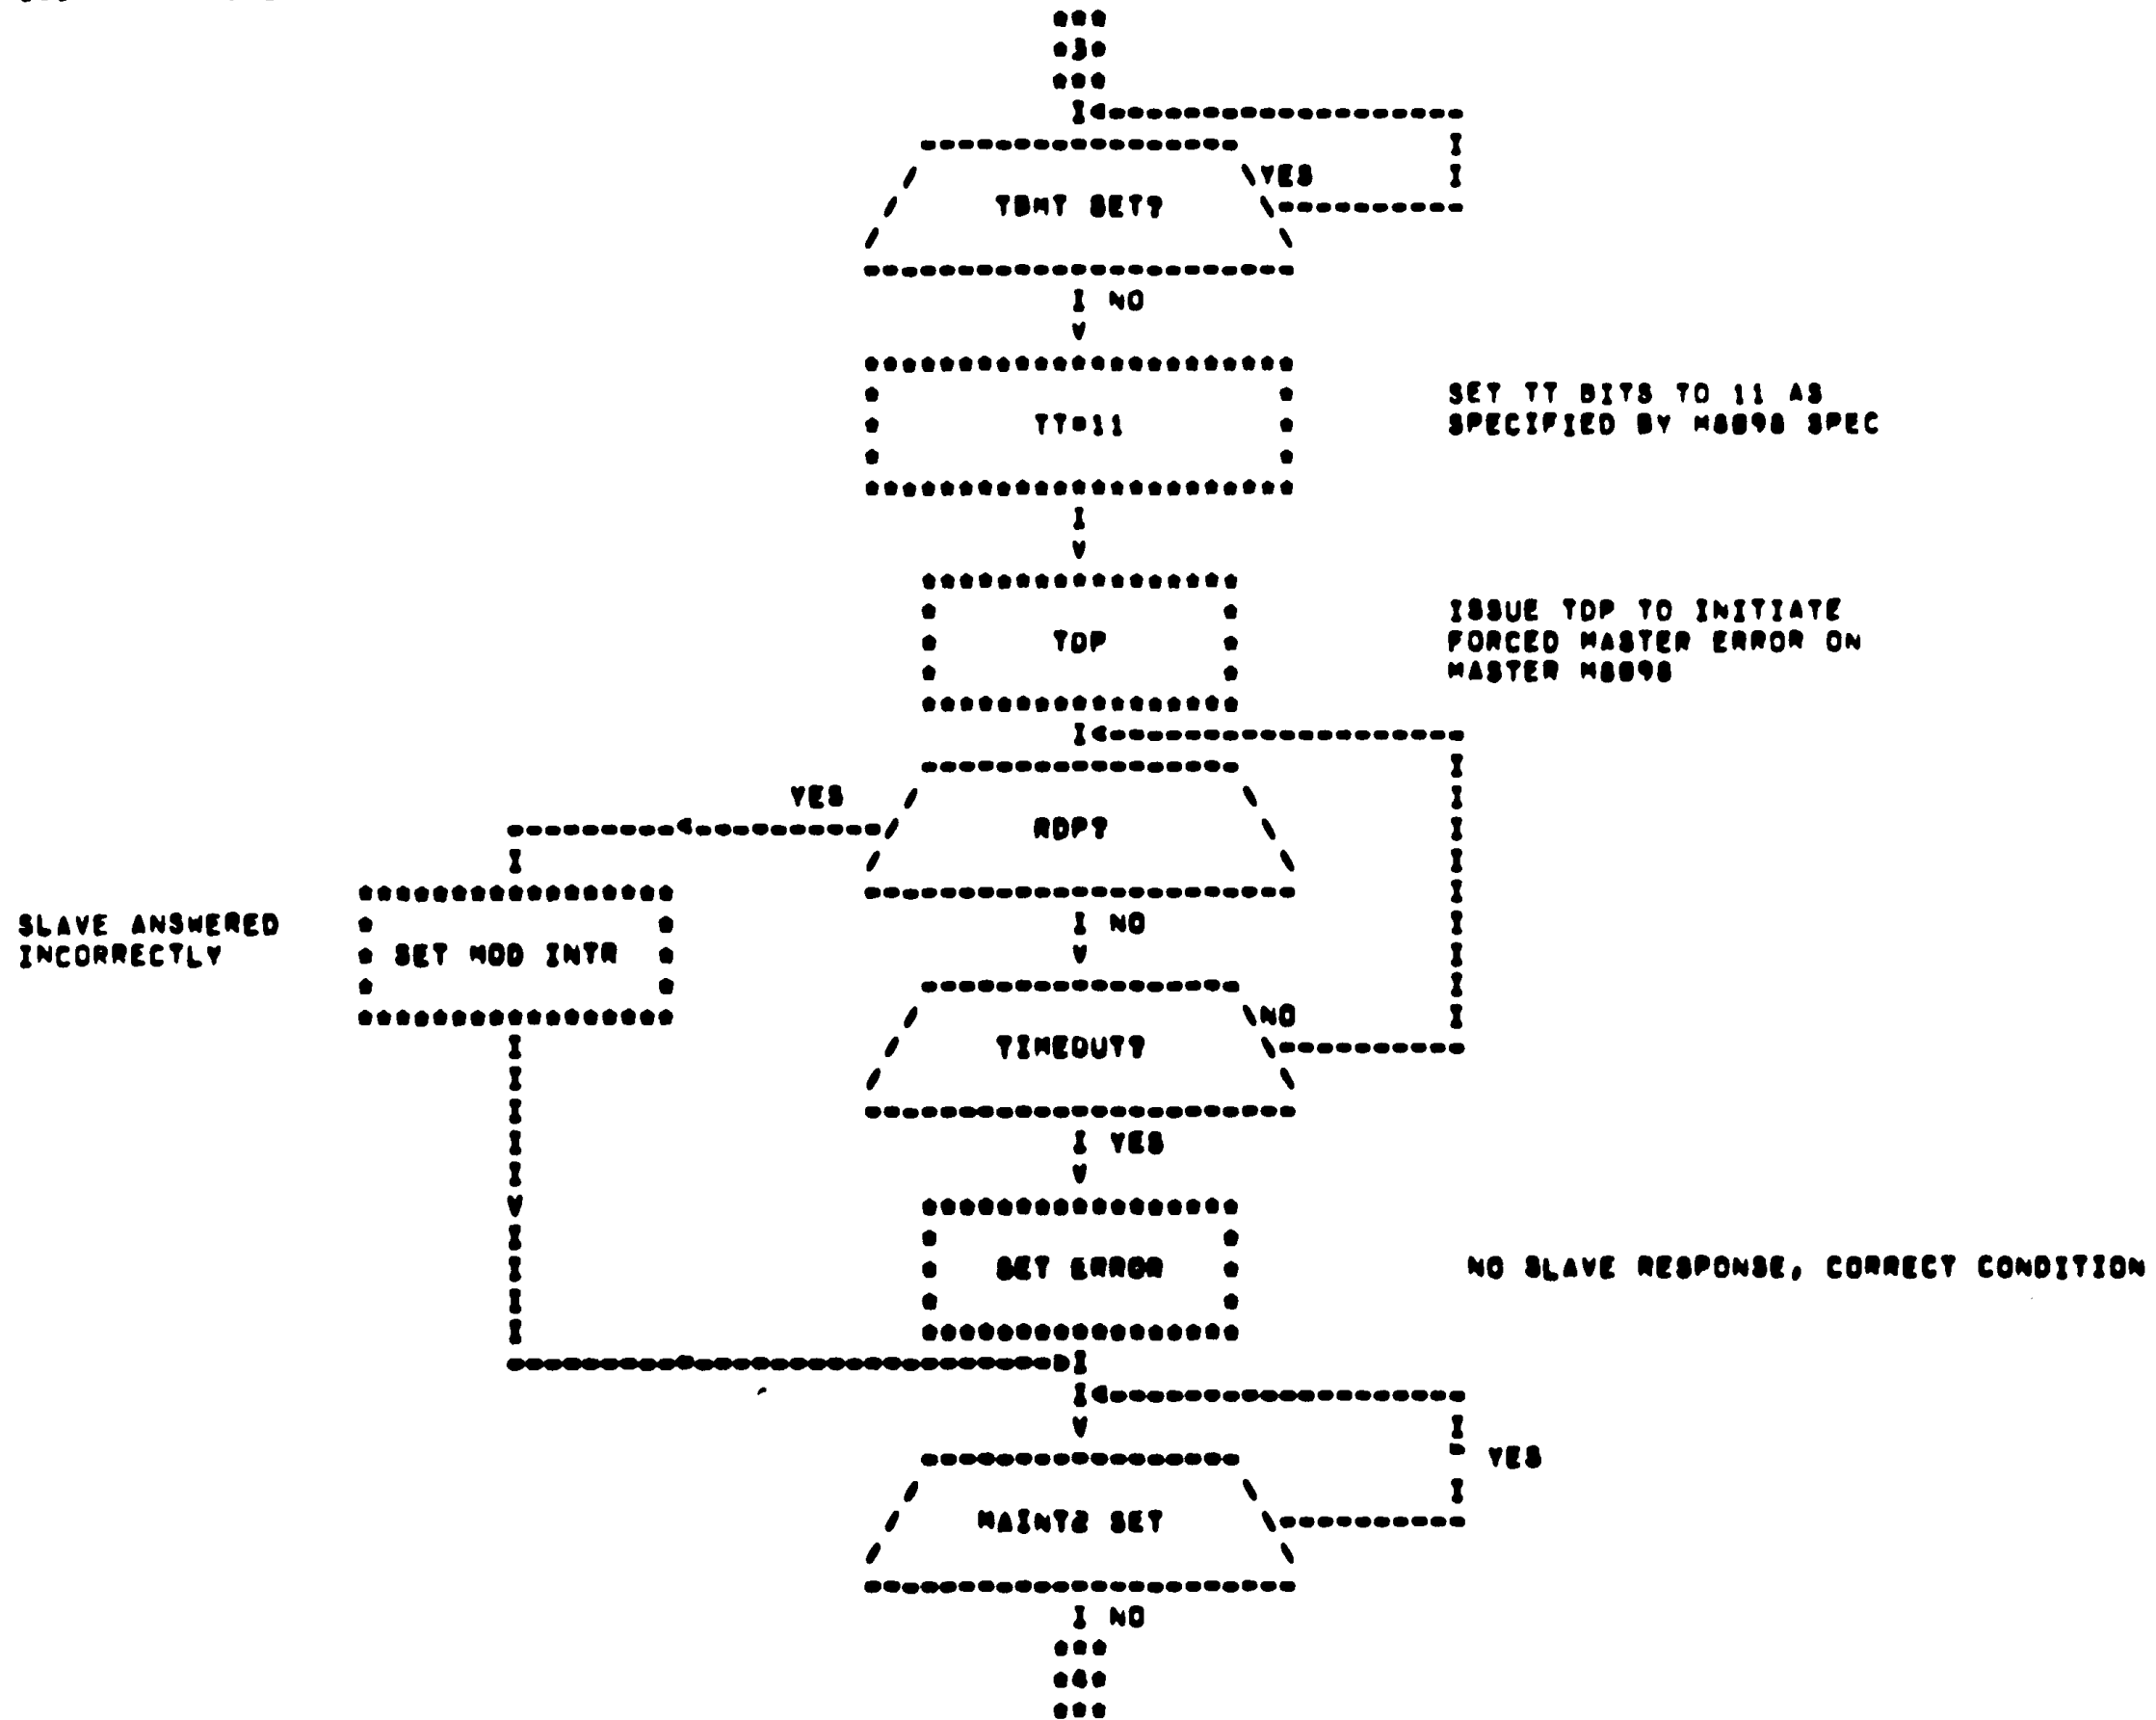 3
YES
TBMT SET?
NO
TT=11
SET TT BITS TO 11 AS
SPECIFIED BY M8098 SPEC
TDP
ISSUE TDP TO INITIATE
FORCED MASTER ERROR ON
MASTER M8098
YES
RDP?
NO
SLAVE ANSWERED
INCORRECTLY
SET MOD INTR
NO
TIMEOUT?
YES
SET ERROR
NO SLAVE RESPONSE, CORRECT CONDITION
YES
MAINT2 SET
NO
4